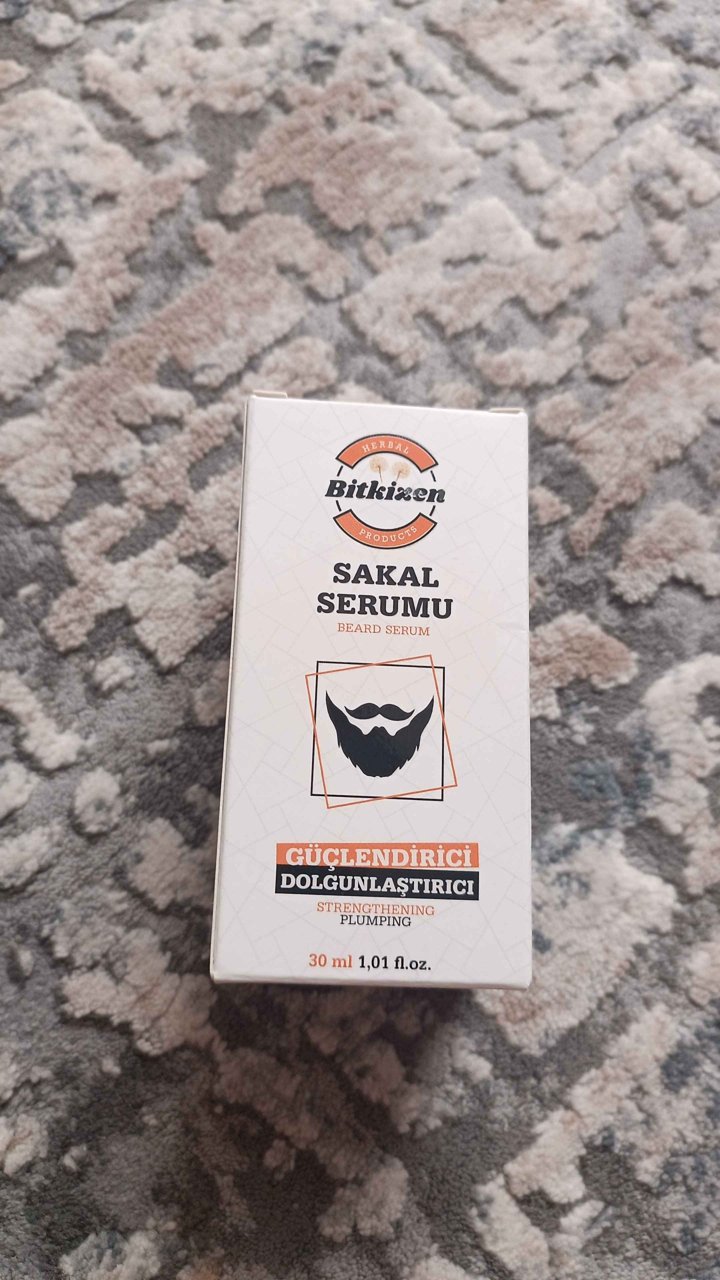 HERBAL
Bitkizen
PRODUCTS
SAKAL
SERUMU
BEARD SERUM
GÜÇLENDİRİCİ
DOLGUNLAŞTIRICI
STRENGTHENING
PLUMPING
30 ml 1,01 fl.oz.